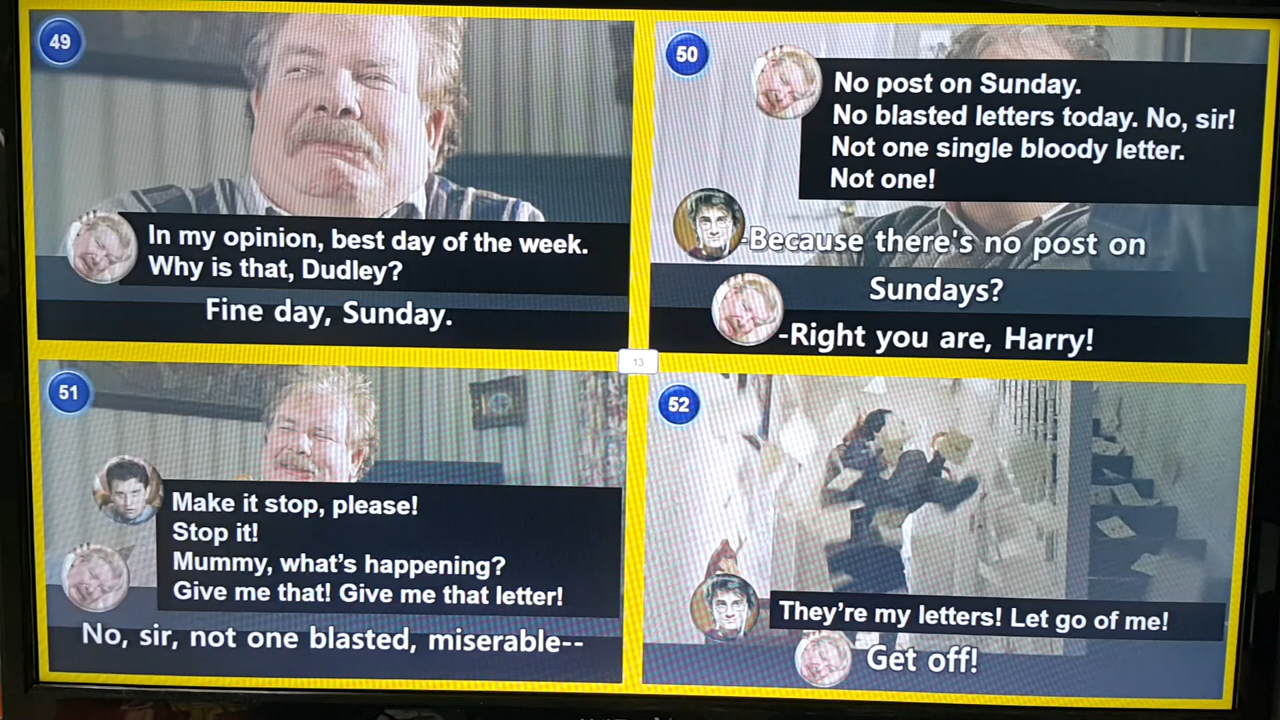 49
In my opinion, best day of the week.
Why is that, Dudley?
Fine day, Sunday.
50
No post on Sunday.
No blasted letters today. No, sir!
Not one single bloody letter.
Not one!
-Because there's no post on
Sundays?
-Right you are, Harry!
13
51
Make it stop, please!
Stop it!
Mummy, what's happening?
Give me that! Give me that letter!
No, sir, not one blasted, miserable--
52
They're my letters! Let go of me!
Get off!